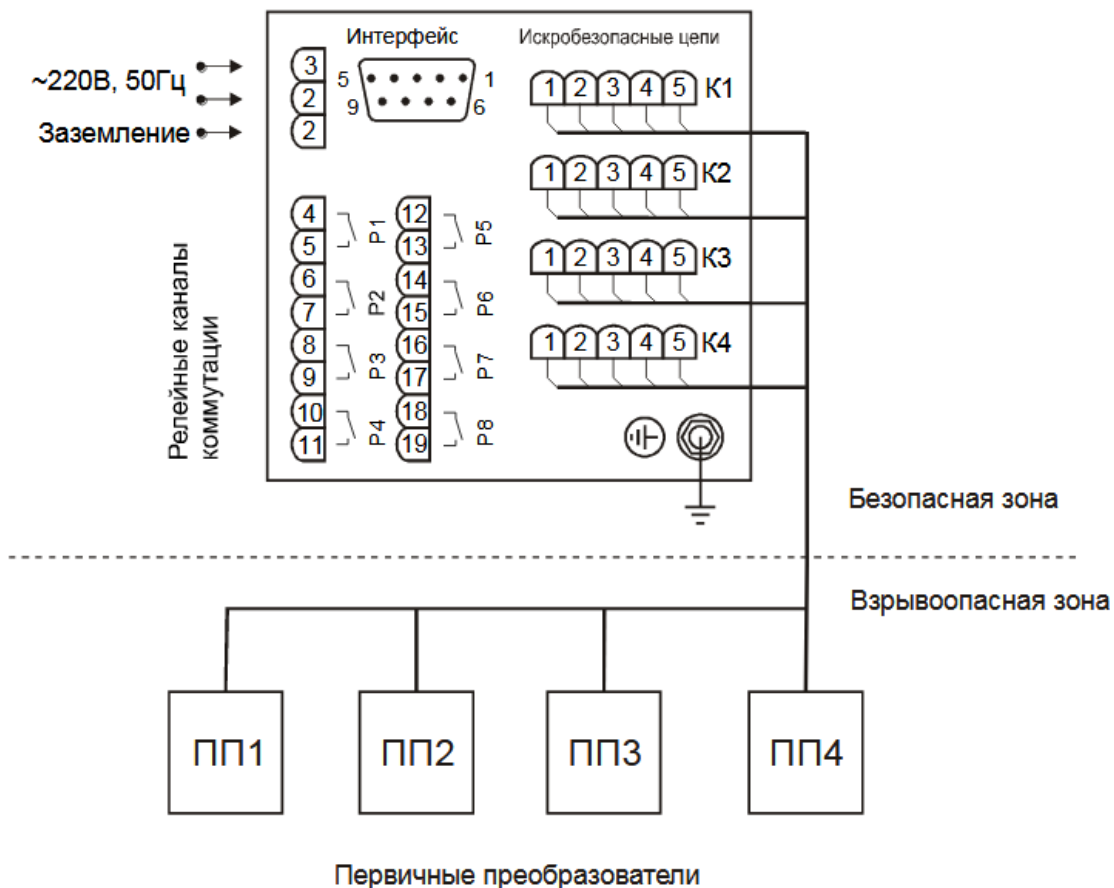 Интерфейс
Искробезопасные цепи
~220В, 50Гц
Заземление
3
2
2
5 1
9 6
1 2 3 4 5 К1
1 2 3 4 5 К2
1 2 3 4 5 К3
1 2 3 4 5 К4
Релейные каналы
коммутации
4
5
Р1
6
7
Р2
8
9
Р3
10
11
Р4
12
13
Р5
14
15
Р6
16
17
Р7
18
19
Р8
Безопасная зона
Взрывоопасная зона
ПП1 ПП2 ПП3 ПП4
Первичные преобразователи